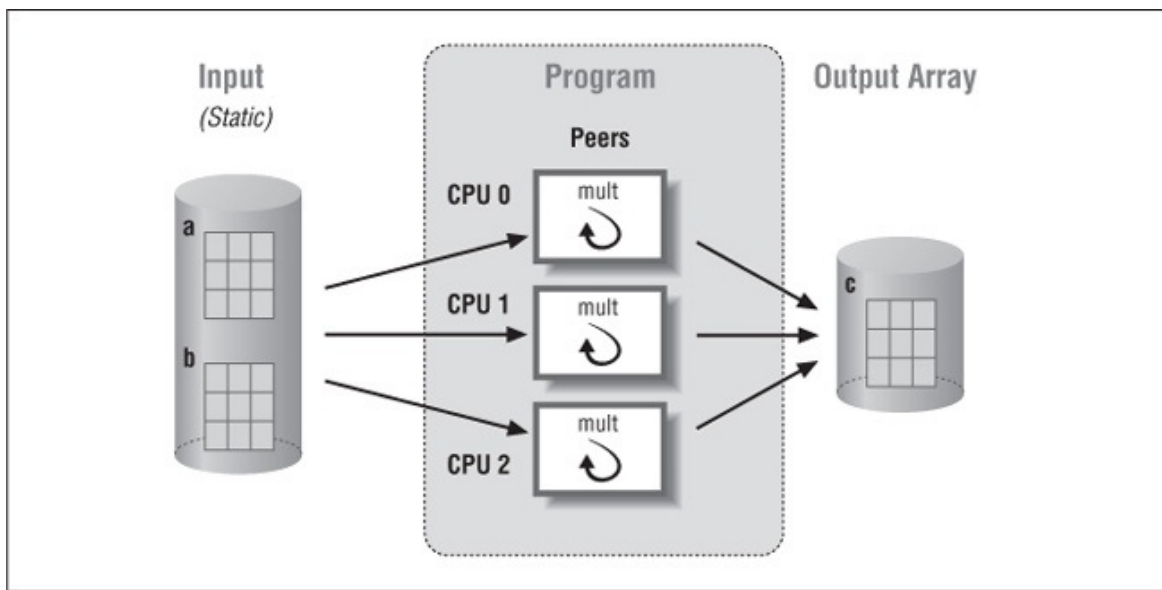 Input
(Static)
Program
Output Array
Peers
CPU 0
mult
a
CPU 1
mult
c
b
CPU 2
mult